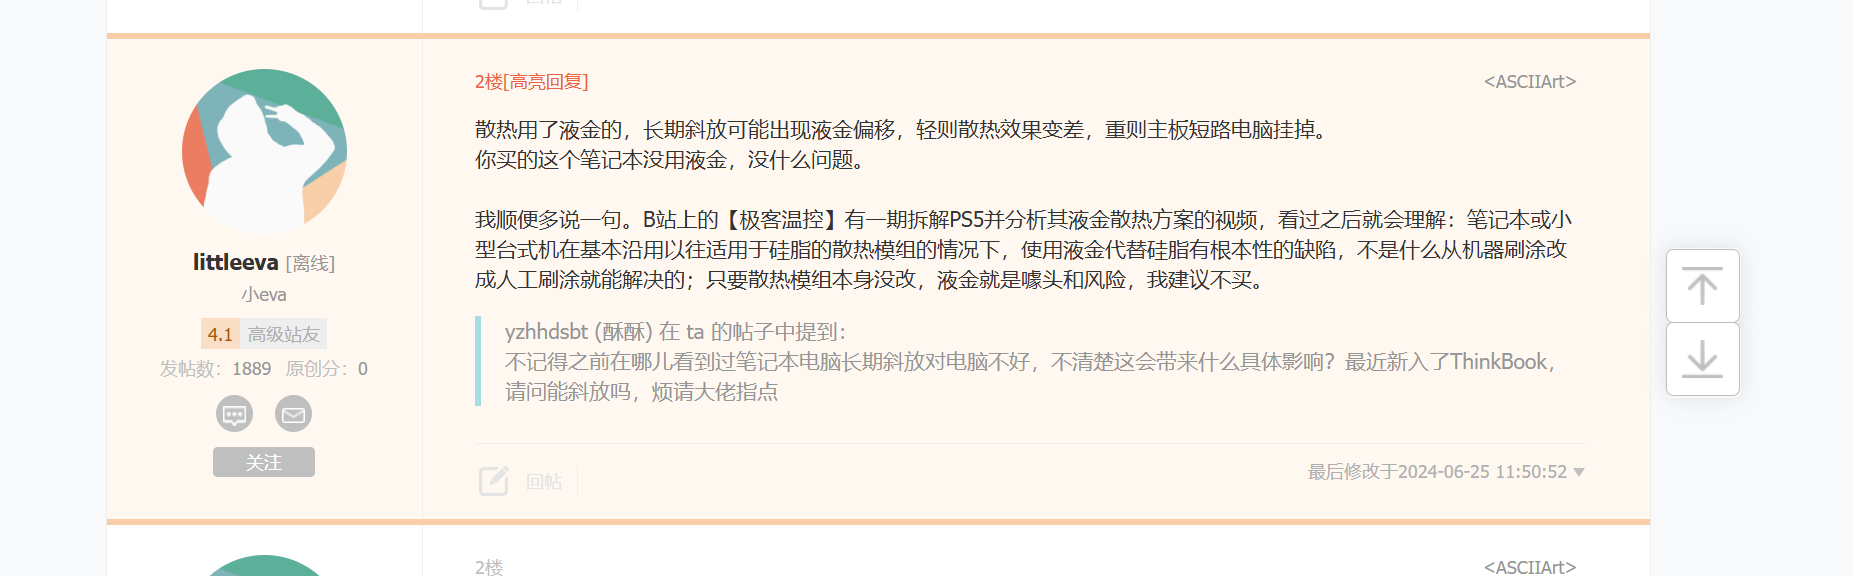 2楼[高亮回复]
<ASCIIArt>
散热用了液金的，长期斜放可能出现液金偏移，轻则散热效果变差，重则主板短路电脑挂掉。
你买的这个笔记本没用液金，没什么问题。
我顺便多说一句。B站上的【极客温控】有一期拆解PS5并分析其液金散热方案的视频，看过之后就会理解：笔记本或小
型台式机在基本沿用以往适用于硅脂的散热模组的情况下，使用液金代替硅脂有根本性的缺陷，不是什么从机器刷涂改
成人工刷涂就能解决的；只要散热模组本身没改，液金就是噱头和风险，我建议不买。
yzhhdsbt (酥酥) 在 ta 的帖子中提到：
不记得之前在哪儿看到过笔记本电脑长期斜放对电脑不好，不清楚这会带来什么具体影响？最近新入了ThinkBook，
请问能斜放吗，烦请大佬指点
littleeva [离线]
小eva
4.1 高级站友
发帖数：1889 原创分：0
关注
回帖
最后修改于2024-06-25 11:50:52
2楼
<ASCIIArt>